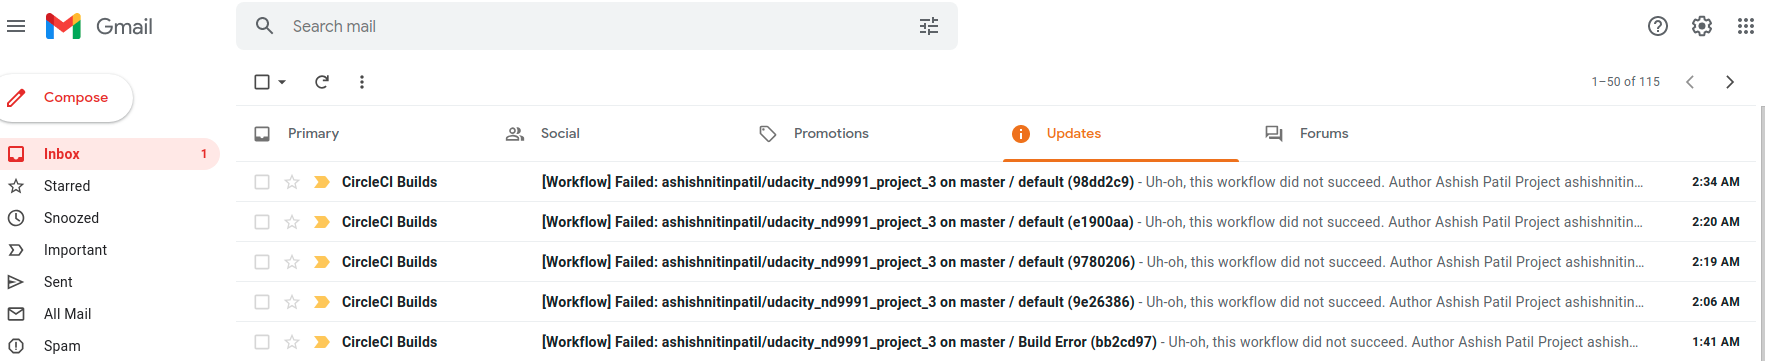 Gmail
Search mail
Compose
1–50 of 115
Primary
Social
Promotions
Updates
Forums
Inbox 1
Starred
Snoozed
Important
Sent
All Mail
Spam
CircleCI Builds [Workflow] Failed: ashishnitinpatil/udacity_nd9991_project_3 on master / default (98dd2c9) - Uh-oh, this workflow did not succeed. Author Ashish Patil Project ashishnitin... 2:34 AM
CircleCI Builds [Workflow] Failed: ashishnitinpatil/udacity_nd9991_project_3 on master / default (e1900aa) - Uh-oh, this workflow did not succeed. Author Ashish Patil Project ashishnitin... 2:20 AM
CircleCI Builds [Workflow] Failed: ashishnitinpatil/udacity_nd9991_project_3 on master / default (9780206) - Uh-oh, this workflow did not succeed. Author Ashish Patil Project ashishnitin... 2:19 AM
CircleCI Builds [Workflow] Failed: ashishnitinpatil/udacity_nd9991_project_3 on master / default (9e26386) - Uh-oh, this workflow did not succeed. Author Ashish Patil Project ashishnitin... 2:06 AM
CircleCI Builds [Workflow] Failed: ashishnitinpatil/udacity_nd9991_project_3 on master / Build Error (bb2cd97) - Uh-oh, this workflow did not succeed. Author Ashish Patil Project ashish... 1:41 AM